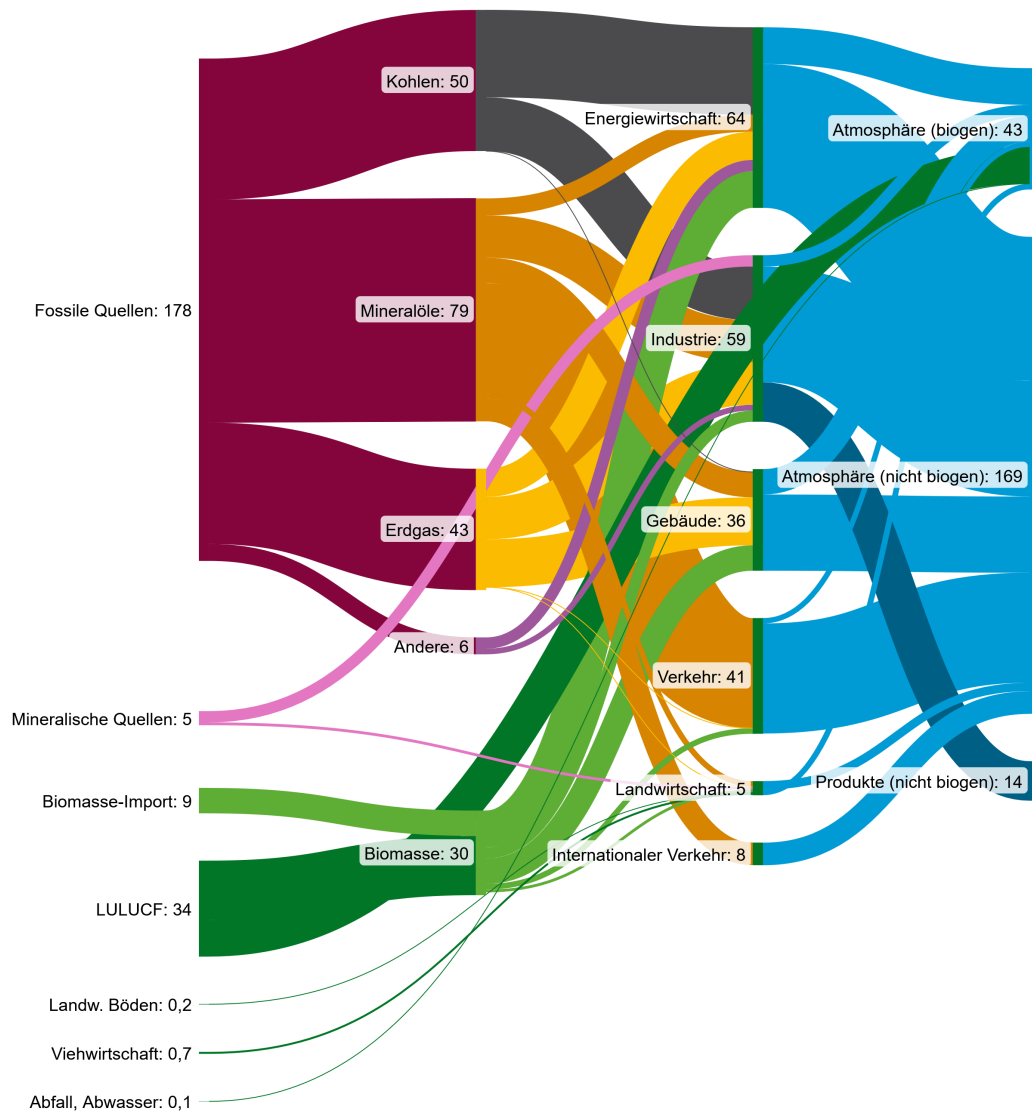 Fossile Quellen: 178
Mineralische Quellen: 5
Biomasse-Import: 9
LULUCF: 34
Landw. Böden: 0,2
Viehwirtschaft: 0,7
Abfall, Abwasser: 0,1
Kohlen: 50
Mineralöle: 79
Erdgas: 43
Andere: 6
Biomasse: 30
Energiewirtschaft: 64
Industrie: 59
Gebäude: 36
Verkehr: 41
Landwirtschaft: 5
Internationaler Verkehr: 8
Atmosphäre (biogen): 43
Atmosphäre (nicht biogen): 169
Produkte (nicht biogen): 14